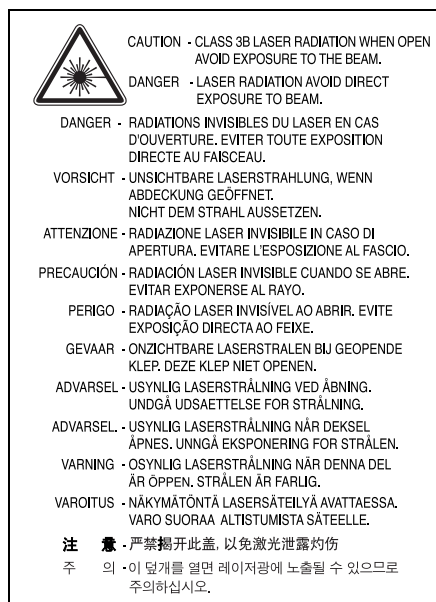 CAUTION - CLASS 3B LASER RADIATION WHEN OPEN
AVOID EXPOSURE TO THE BEAM.
DANGER - LASER RADIATION AVOID DIRECT
EXPOSURE TO BEAM.
DANGER - RADIATIONS INVISIBLES DU LASER EN CAS
D'OUVERTURE. EVITER TOUTE EXPOSITION
DIRECTE AU FAISCEAU.
VORSICHT - UNSICHTBARE LASERSTRAHLUNG, WENN
ABDECKUNG GEÖFFNET.
NICHT DEM STRAHL AUSSETZEN.
ATTENZIONE - RADIAZIONE LASER INVISIBILE IN CASO DI
APERTURA. EVITARE L'ESPOSIZIONE AL FASCIO.
PRECAUCIÓN - RADIACIÓN LASER INVISIBLE CUANDO SE ABRE.
EVITAR EXPONERSE AL RAYO.
PERIGO - RADIAÇÃO LASER INVISÍVEL AO ABRIR. EVITE
EXPOSIÇÃO DIRECTA AO FEIXE.
GEVAAR - ONZICHTBARE LASERSTRALEN BIJ GEOPENDE
KLEP. DEZE KLEP NIET OPENEN.
ADVARSEL - USYNLIG LASERSTRÅLNING VED ÅBNING.
UNDGÅ UDSAETTELSE FOR STRÅLNING.
ADVARSEL. - USYNLIG LASERSTRÅLNING NÅR DEKSEL
ÅPNES. UNNGÅ EKSPONERING FOR STRÅLEN.
VARNING - OSYNLIG LASERSTRÅLNING NÄR DENNA DEL
ÄR ÖPPEN. STRÅLEN ÄR FARLIG.
VAROITUS - NÄKYMÄTÖNTÄ LASERSÄTEILYÄ AVATTAESSA.
VARO SUORAA ALTISTUMISTA SÄTEELLE.
注 意 - 严禁揭开此盖, 以免激光泄露灼伤
주 의 - 이 덮개를 열면 레이저광에 노출될 수 있으므로
주의하십시오.